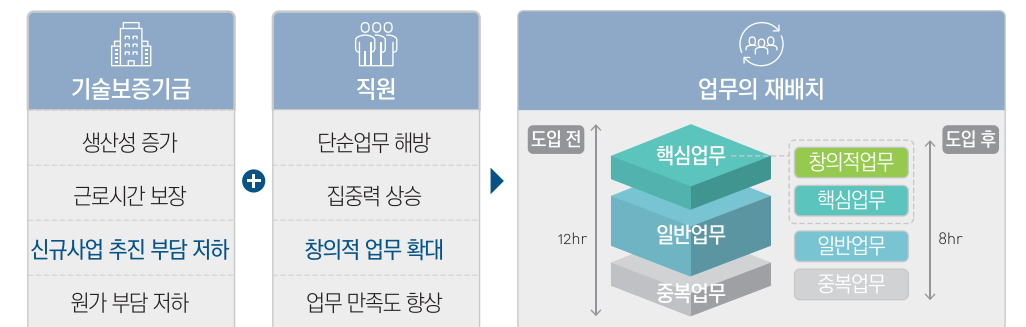 기술보증기금
생산성 증가
근로시간 보장
신규사업 추진 부담 저하
원가 부담 저하
직원
단순업무 해방
집중력 상승
창의적 업무 확대
업무 만족도 향상
업무의 재배치
도입 전
12hr
핵심업무
일반업무
중복업무
도입 후
창의적업무
핵심업무
일반업무
중복업무
8hr